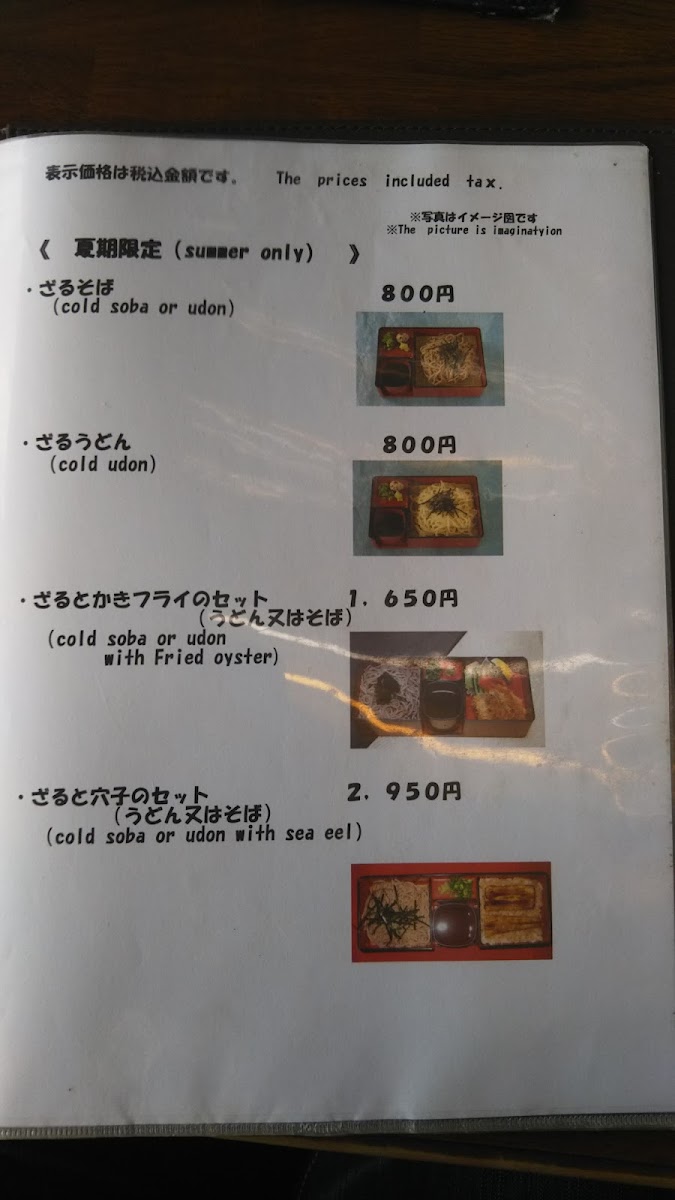 表示価格は税込金額です。 The prices included tax.
※写真はイメージ図です
※The picture is imaginatyion
《 夏期限定(summer only) 》
・ざるそば 800円
(cold soba or udon)
・ざるうどん 800円
(cold udon)
・ざるとかきフライのセット 1.650円
(うどん又はそば)
(cold soba or udon
with Fried oyster)
・ざると穴子のセット 2.950円
(うどん又はそば)
(cold soba or udon with sea eel)